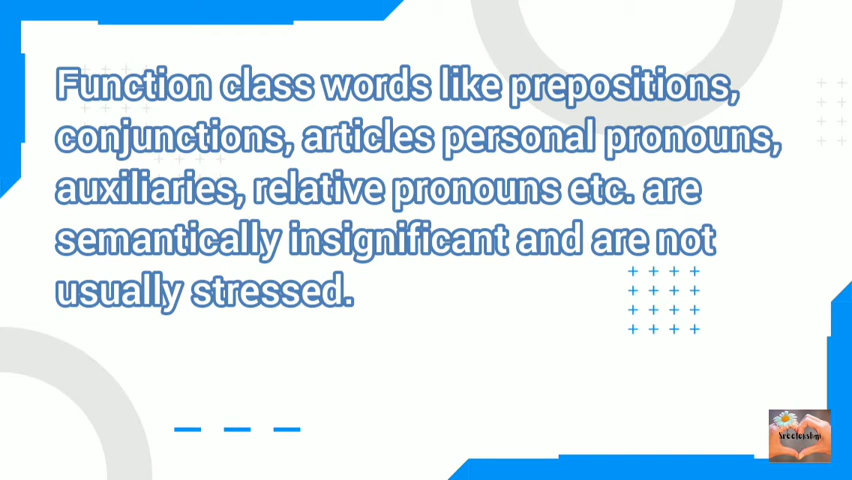 Function class words like prepositions,
conjunctions, articles personal pronouns,
auxiliaries, relative pronouns etc. are
semantically insignificant and are not
usually stressed.